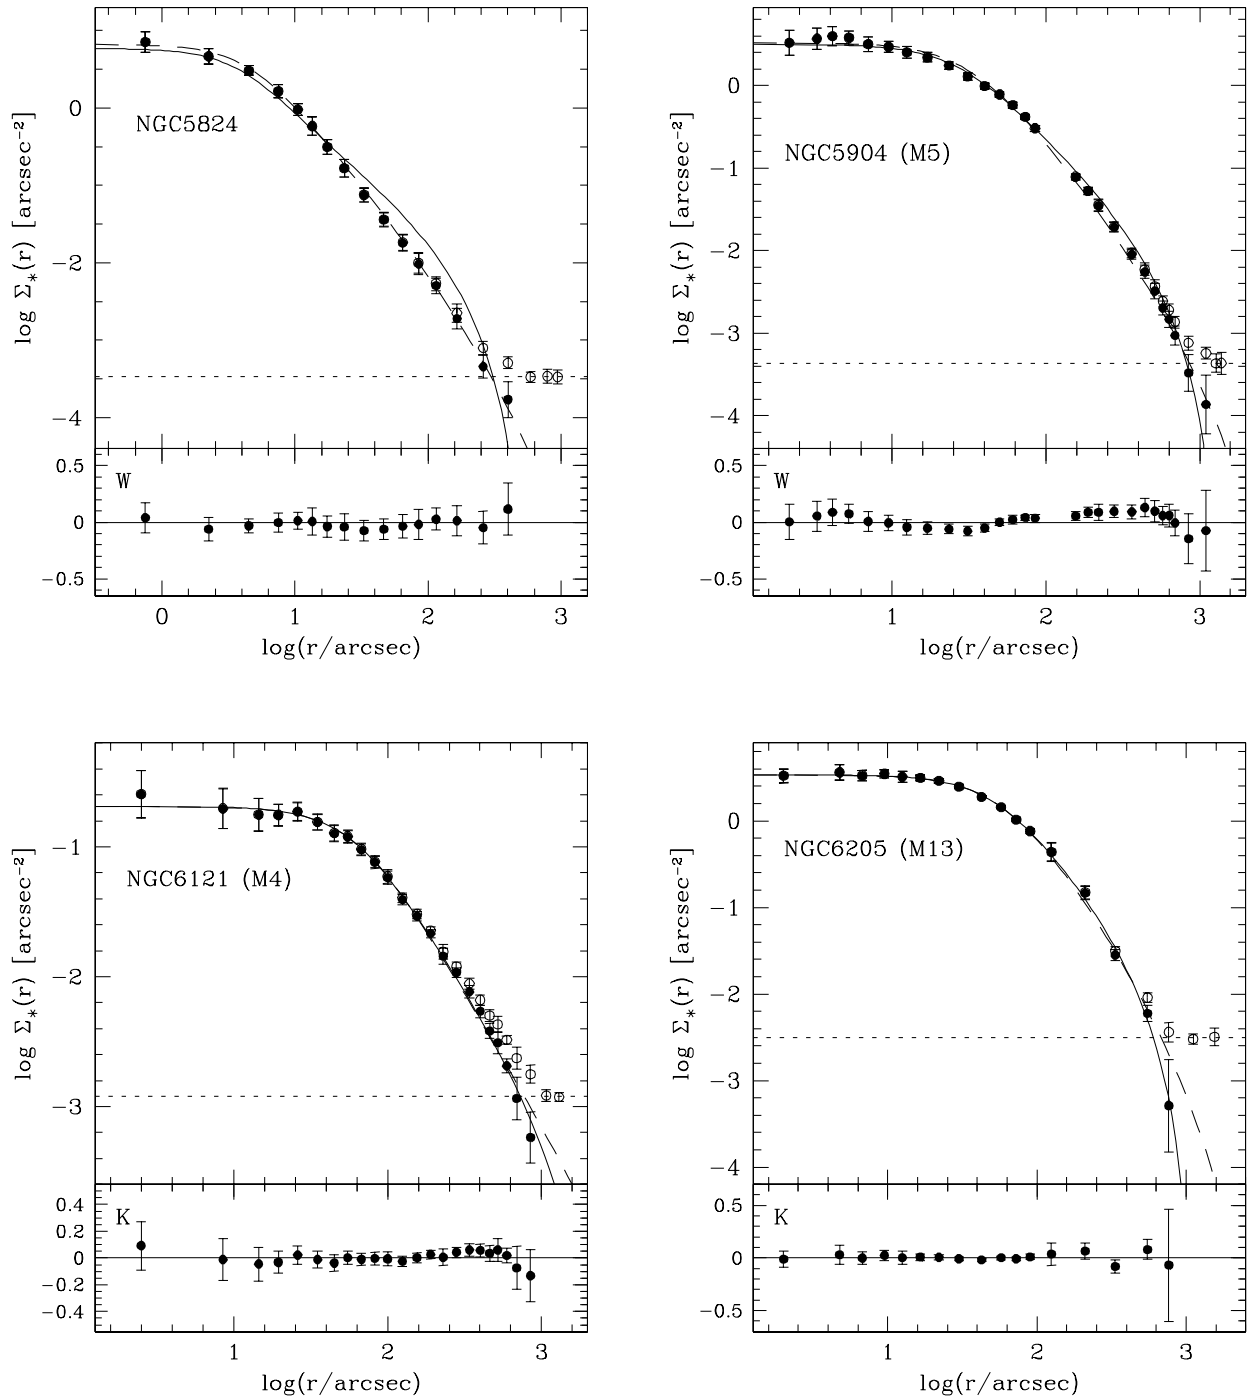 NGC5824
log Σ*(r) [arcsec⁻²]
0
−2
−4
W
0.5
0
−0.5
0 1 2 3
log(r/arcsec)
NGC5904 (M5)
log Σ*(r) [arcsec⁻²]
0
−1
−2
−3
−4
W
0.5
0
−0.5
1 2 3
log(r/arcsec)
NGC6121 (M4)
log Σ*(r) [arcsec⁻²]
−1
−2
−3
K
0.4
0.2
0
−0.2
−0.4
1 2 3
log(r/arcsec)
NGC6205 (M13)
log Σ*(r) [arcsec⁻²]
0
−1
−2
−3
−4
K
0.5
0
−0.5
1 2 3
log(r/arcsec)